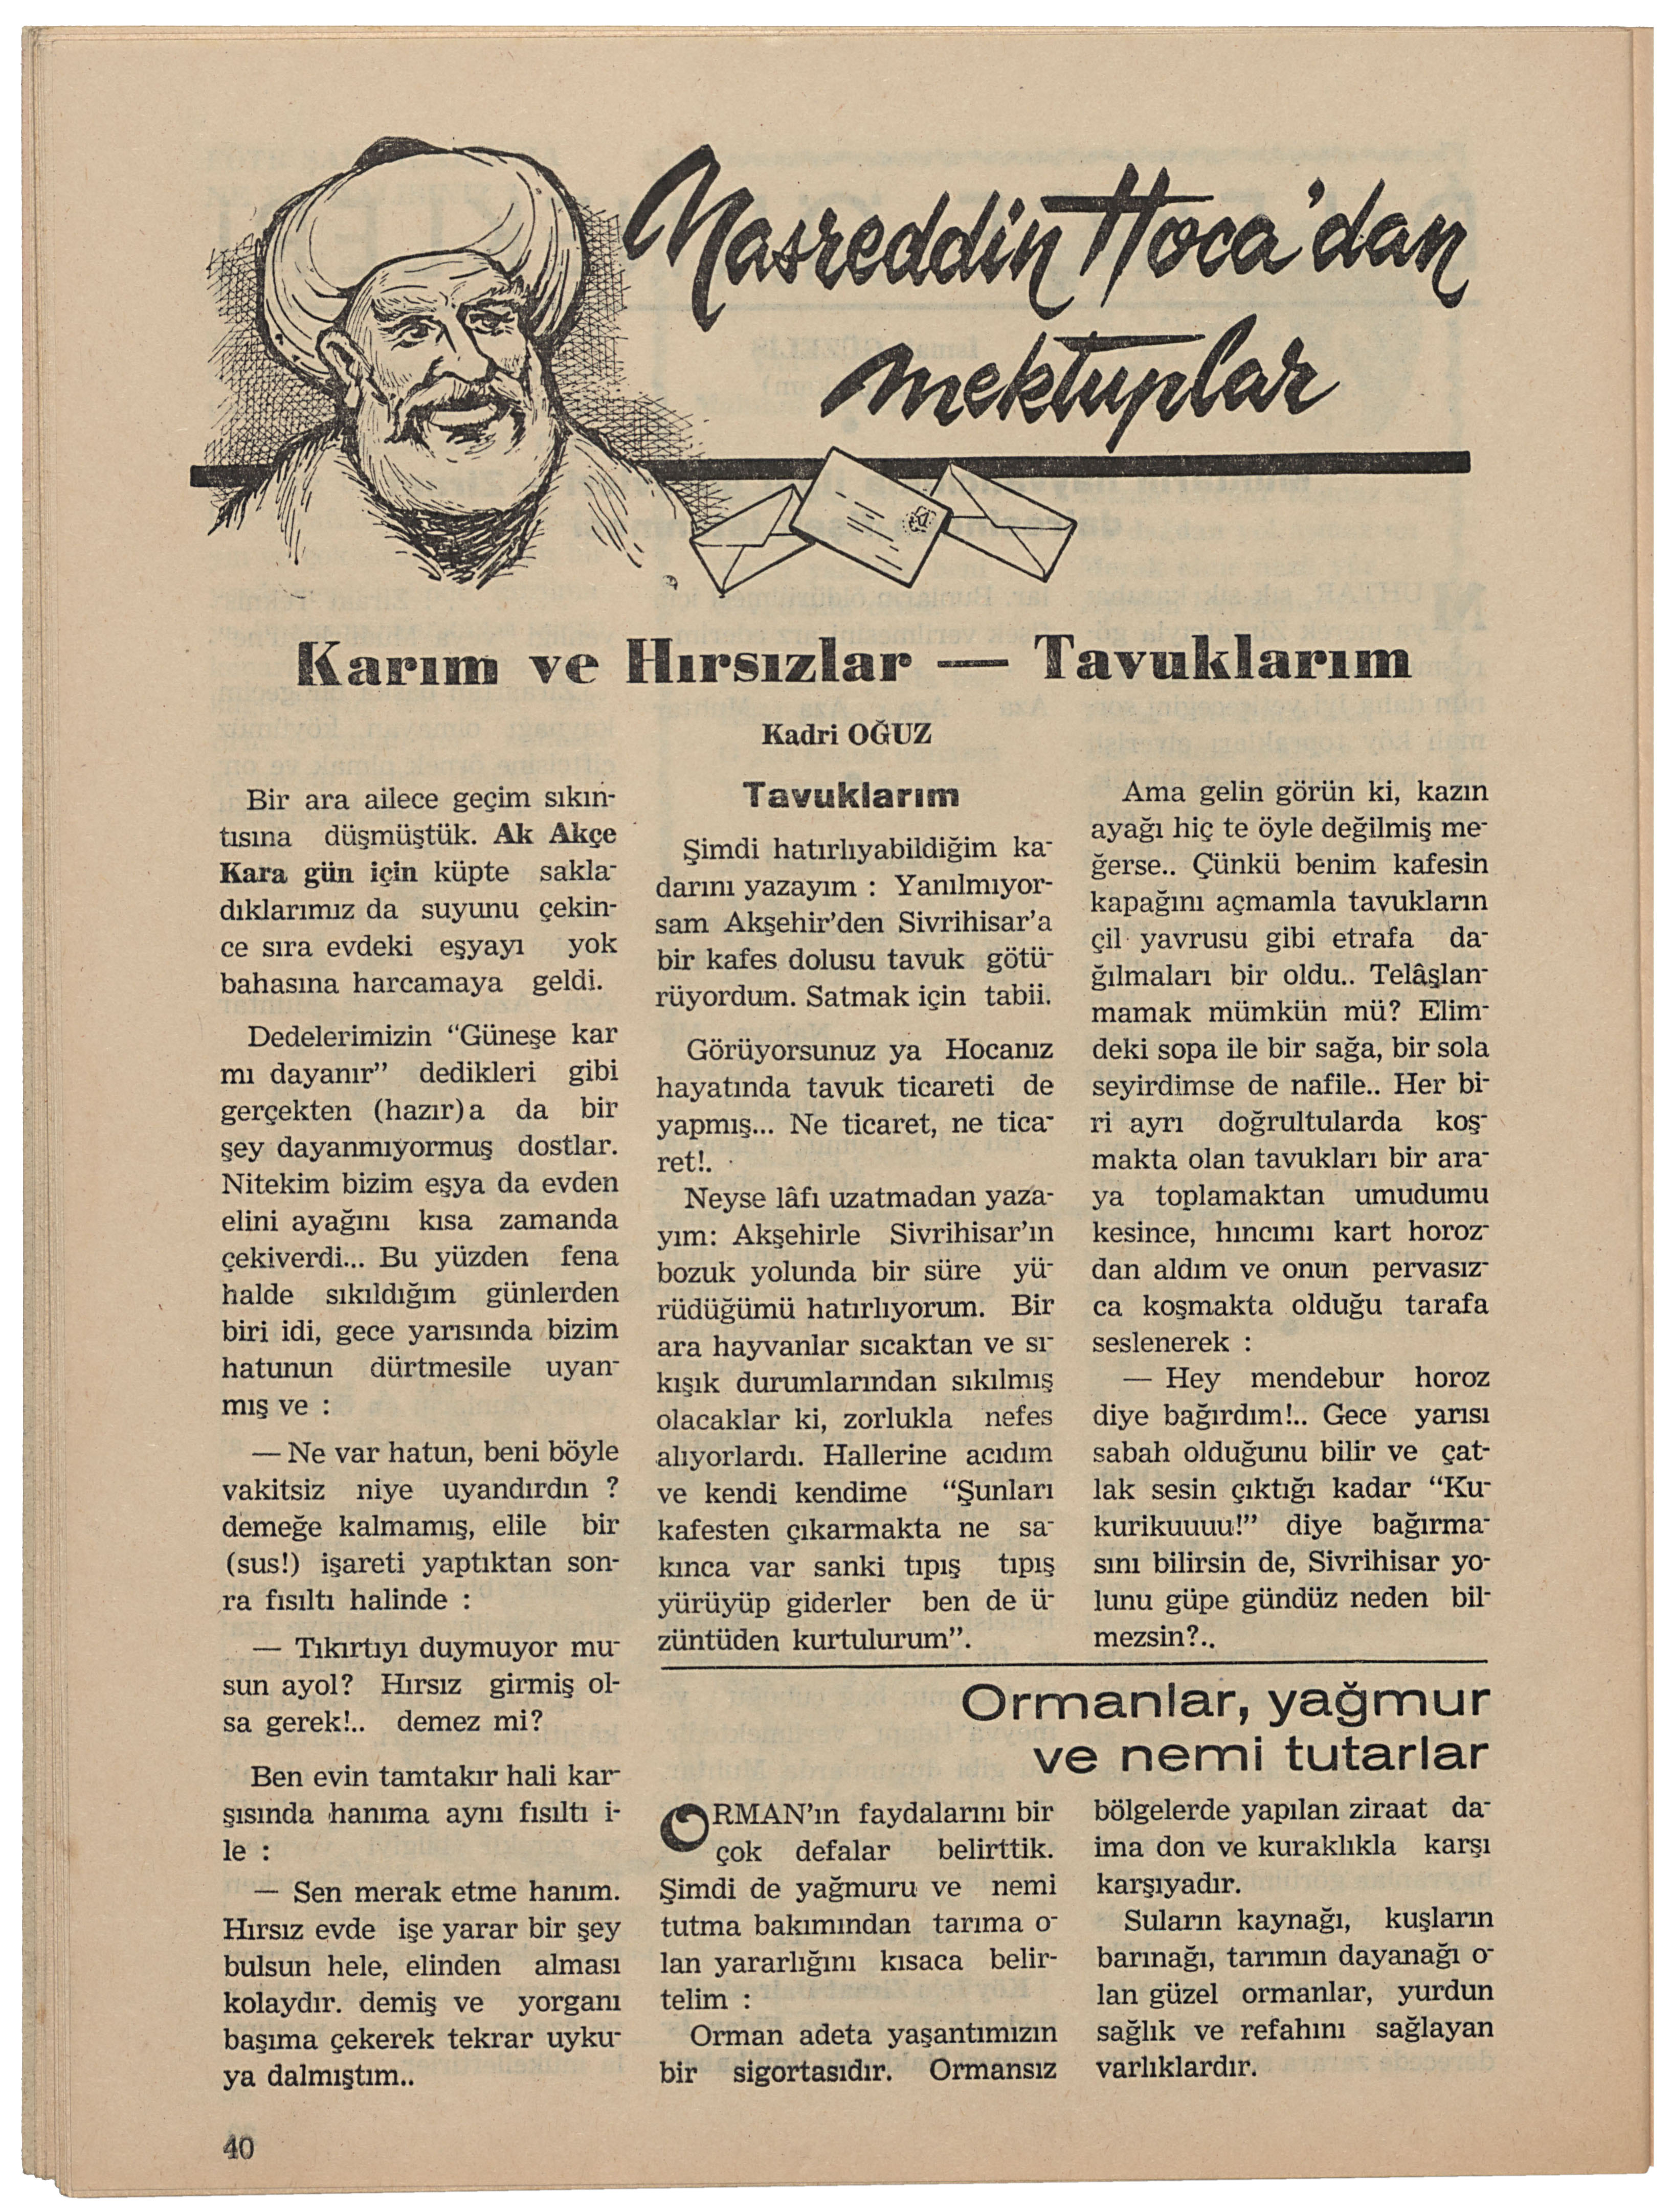 Nasreddin Hoca'dan
mektuplar
Karım ve Hırsızlar — Tavuklarım
Kadri OĞUZ
Bir ara ailece geçim sıkın-
tısına düşmüştük. Ak Akçe
Kara gün için küpte sakla-
dıklarımız da suyunu çekin-
ce sıra evdeki eşyayı yok
bahasına harcamaya geldi.
Dedelerimizin "Güneşe kar
mı dayanır" dedikleri gibi
gerçekten (hazır)a da bir
şey dayanmıyormuş dostlar.
Nitekim bizim eşya da evden
elini ayağını kısa zamanda
çekiverdi... Bu yüzden fena
halde sıkıldığım günlerden
biri idi, gece yarısında bizim
hatunun dürtmesile uyan-
mış ve :
— Ne var hatun, beni böyle
vakitsiz niye uyandırdın ?
demeğe kalmamış, elile bir
(sus!) işareti yaptıktan son-
ra fısıltı halinde :
— Tıkırtıyı duymuyor mu-
sun ayol? Hırsız girmiş ol-
sa gerek!.. demez mi?
Ben evin tamtakır hali kar-
şısında hanıma aynı fısıltı i-
le :
— Sen merak etme hanım.
Hırsız evde işe yarar bir şey
bulsun hele, elinden alması
kolaydır. demiş ve yorganı
başıma çekerek tekrar uyku-
ya dalmıştım..
Tavuklarım
Şimdi hatırlıyabildiğim ka-
darını yazayım : Yanılmıyor-
sam Akşehir'den Sivrihisar'a
bir kafes dolusu tavuk götü-
rüyordum. Satmak için tabii.
Görüyorsunuz ya Hocanız
hayatında tavuk ticareti de
yapmış... Ne ticaret, ne tica-
ret!.
Neyse lâfı uzatmadan yaza-
yım: Akşehirle Sivrihisar'ın
bozuk yolunda bir süre yü-
rüdüğümü hatırlıyorum. Bir
ara hayvanlar sıcaktan ve sı-
kışık durumlarından sıkılmış
olacaklar ki, zorlukla nefes
alıyorlardı. Hallerine acıdım
ve kendi kendime "Şunları
kafesten çıkarmakta ne sa-
kınca var sanki tıpış tıpış
yürüyüp giderler ben de ü-
züntüden kurtulurum".
Ama gelin görün ki, kazın
ayağı hiç te öyle değilmiş me-
ğerse.. Çünkü benim kafesin
kapağını açmamla tavukların
çil yavrusu gibi etrafa da-
ğılmaları bir oldu.. Telâşlan-
mamak mümkün mü? Elim-
deki sopa ile bir sağa, bir sola
seyirdimse de nafile.. Her bi-
ri ayrı doğrultularda koş-
makta olan tavukları bir ara-
ya toplamaktan umudumu
kesince, hıncımı kart horoz-
dan aldım ve onun pervasız-
ca koşmakta olduğu tarafa
seslenerek :
— Hey mendebur horoz
diye bağırdım!.. Gece yarısı
sabah olduğunu bilir ve çat-
lak sesin çıktığı kadar "Ku-
kurikuuuu!" diye bağırma-
sını bilirsin de, Sivrihisar yo-
lunu güpe gündüz neden bil-
mezsin?..
Ormanlar, yağmur
ve nemi tutarlar
ORMAN'ın faydalarını bir
çok defalar belirttik.
Şimdi de yağmuru ve nemi
tutma bakımından tarıma o-
lan yararlığını kısaca belir-
telim :
Orman adeta yaşantımızın
bir sigortasıdır. Ormansız
bölgelerde yapılan ziraat da-
ima don ve kuraklıkla karşı
karşıyadır.
Suların kaynağı, kuşların
barınağı, tarımın dayanağı o-
lan güzel ormanlar, yurdun
sağlık ve refahını sağlayan
varlıklardır.
40